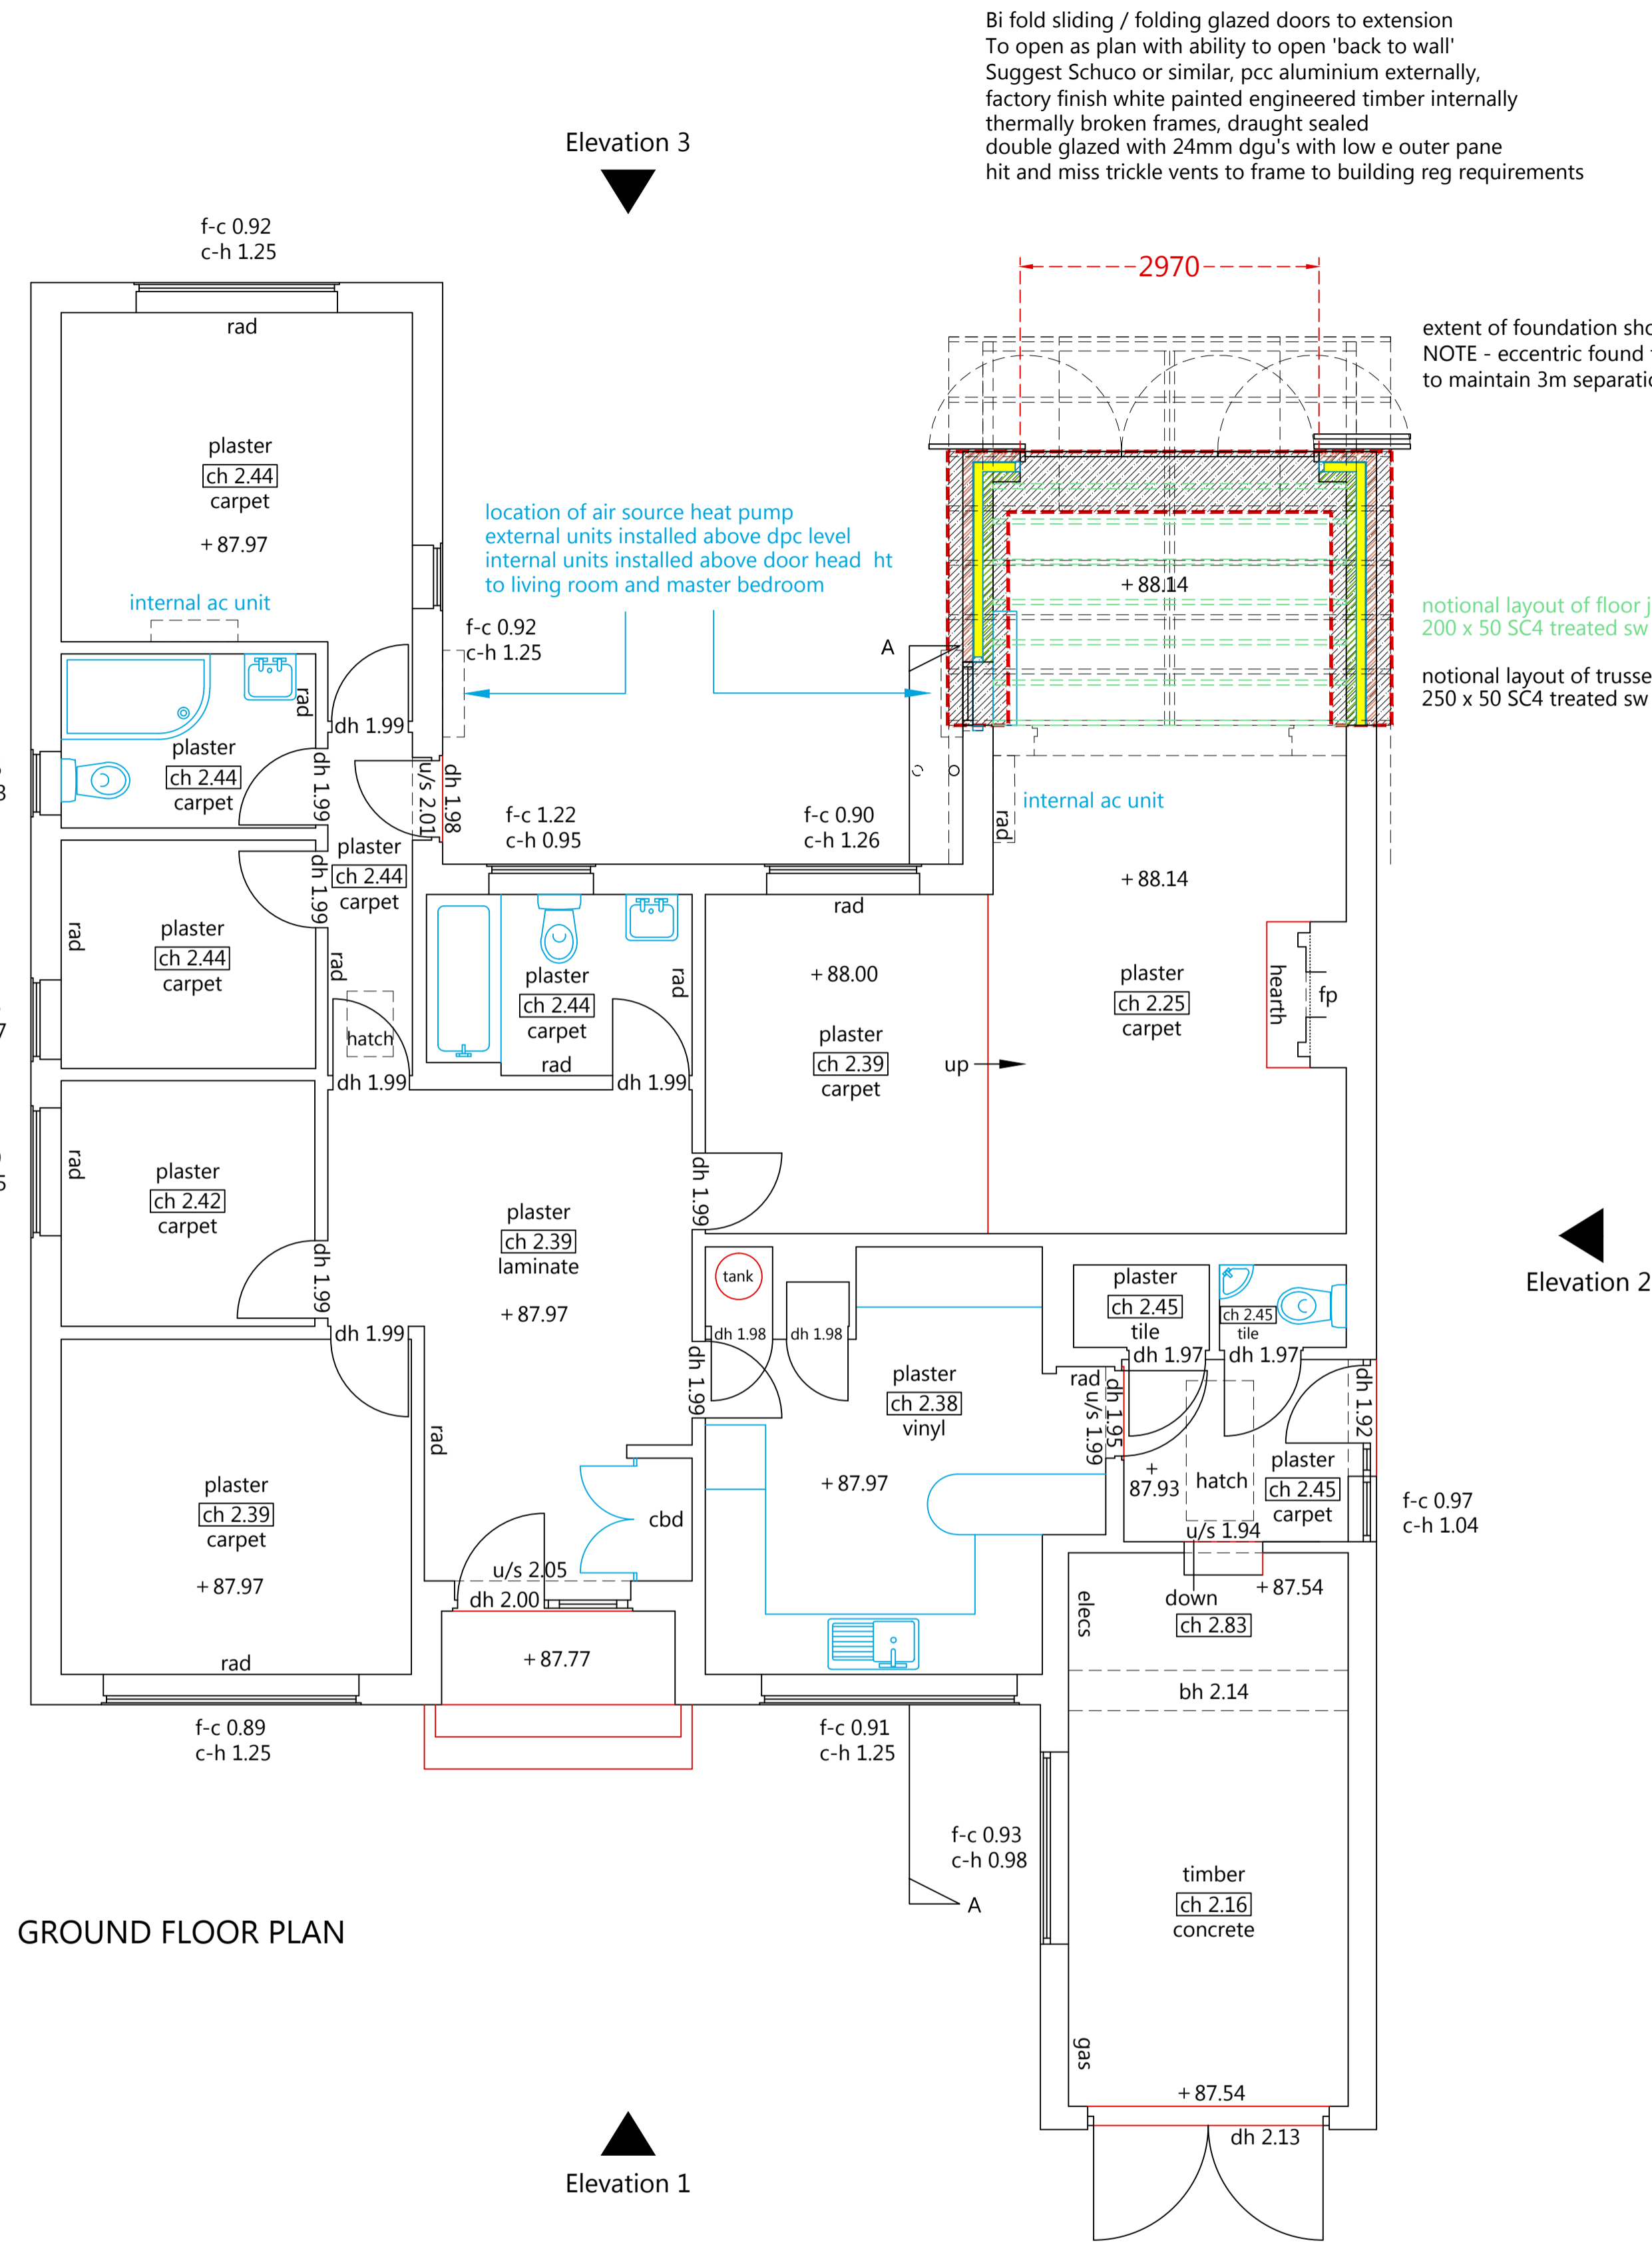 Bi fold sliding / folding glazed doors to extension
To open as plan with ability to open 'back to wall'
Suggest Schuco or similar, pcc aluminium externally,
factory finish white painted engineered timber internally
thermally broken frames, draught sealed
double glazed with 24mm dgu's with low e outer pane
hit and miss trickle vents to frame to building reg requirements
Elevation 3
f-c 0.92
c-h 1.25
2970
rad
extent of foundation
NOTE - eccentric found
to maintain 3m
plaster
ch 2.44
carpet
+87.97
location of air source heat pump
external units installed above dpc level
internal units installed above door head ht
to living room and master bedroom
+88.14
internal ac unit
notional layout of floor
200 x 50 SC4 treated sw
f-c 0.92
c-h 1.25
A
notional layout of
250 x 50 SC4 treated sw
rad
dh 1.99
plaster
ch 2.44
carpet
dh 1.99
u/s 2.01
dh 1.98
internal ac unit
rad
f-c 1.22
c-h 0.95
f-c 0.90
c-h 1.26
plaster
ch 2.44
carpet
dh 1.99
+88.14
rad
rad
plaster
ch 2.44
carpet
rad
plaster
ch 2.44
carpet
rad
rad
+88.00
plaster
ch 2.25
carpet
hearth
fp
hatch
plaster
ch 2.39
carpet
up
dh 1.99
dh 1.99
rad
plaster
ch 2.42
carpet
dh 1.99
plaster
ch 2.39
laminate
+87.97
dh 1.99
dh 1.99
Elevation 2
tank
dh 1.98
dh 1.98
plaster
ch 2.45
tile
ch 2.45
tile
dh 1.97
dh 1.97
dh 1.99
plaster
ch 2.38
vinyl
rad
u/s 1.99
dh 1.95
dh 1.92
rad
+87.97
+
87.93
hatch
plaster
ch 2.45
carpet
f-c 0.97
c-h 1.04
plaster
ch 2.39
carpet
+87.97
cbd
u/s 1.94
u/s 2.05
dh 2.00
elecs
down
+87.54
ch 2.83
rad
+87.77
bh 2.14
f-c 0.89
c-h 1.25
f-c 0.91
c-h 1.25
f-c 0.93
c-h 0.98
A
timber
ch 2.16
concrete
GROUND FLOOR PLAN
gas
+87.54
dh 2.13
Elevation 1